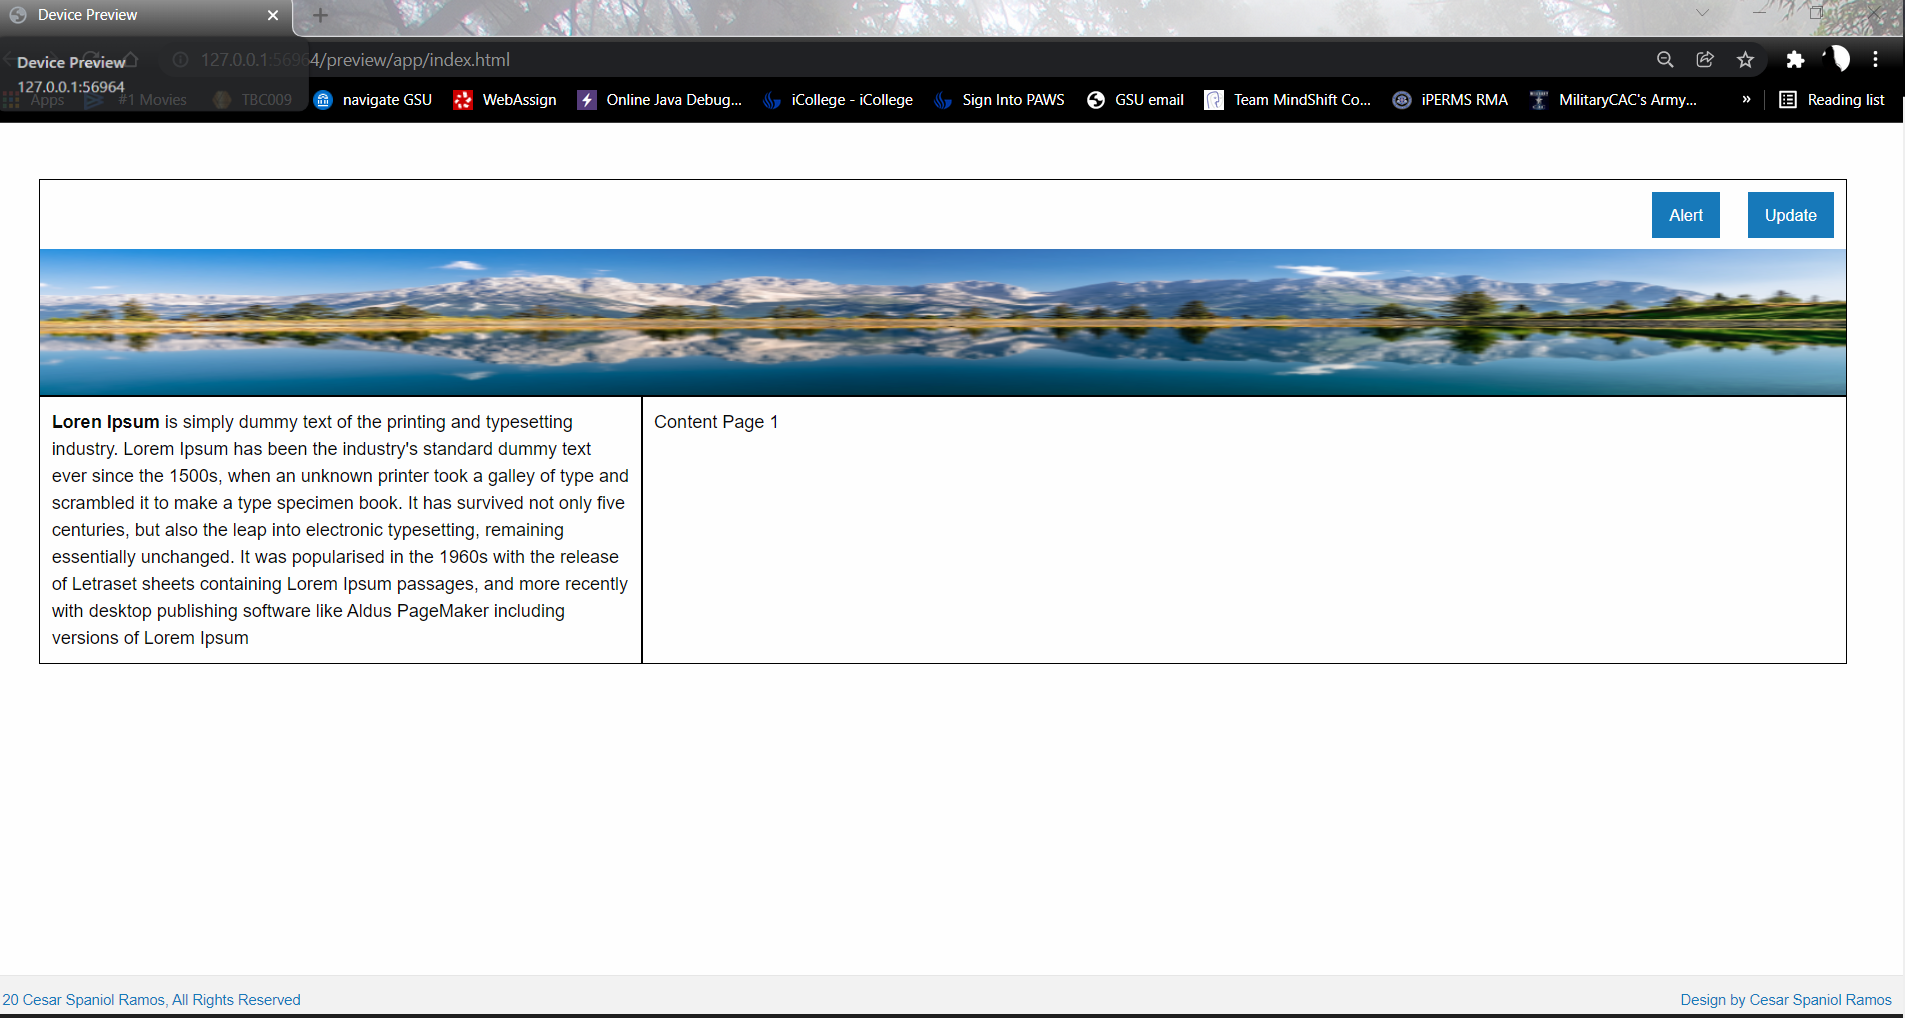 Device Preview
127.0.0.1:56964/preview/app/index.html
Device Preview
127.0.0.1:56964
Apps #1 Movies TBC009 navigate GSU WebAssign Online Java Debug... iCollege - iCollege Sign Into PAWS GSU email Team MindShift Co... iPERMS RMA MilitaryCAC's Army... » Reading list
Alert Update
Loren Ipsum is simply dummy text of the printing and typesetting
industry. Lorem Ipsum has been the industry's standard dummy text
ever since the 1500s, when an unknown printer took a galley of type and
scrambled it to make a type specimen book. It has survived not only five
centuries, but also the leap into electronic typesetting, remaining
essentially unchanged. It was popularised in the 1960s with the release
of Letraset sheets containing Lorem Ipsum passages, and more recently
with desktop publishing software like Aldus PageMaker including
versions of Lorem Ipsum
Content Page 1
20 Cesar Spaniol Ramos, All Rights Reserved
Design by Cesar Spaniol Ramos